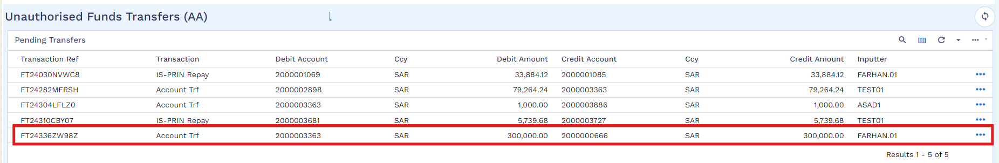 Unauthorised Funds Transfers (AA)
Pending Transfers
Transaction Ref Transaction Debit Account Ccy Debit Amount Credit Account Ccy Credit Amount Inputter
FT24030NVWC8 IS-PRIN Repay 2000001069 SAR 33,884.12 2000001085 SAR 33,884.12 FARHAN.01
FT24282MFRSH Account Trf 2000002898 SAR 79,264.24 2000003363 SAR 79,264.24 TEST01
FT24304LFLZ0 Account Trf 2000003363 SAR 1,000.00 2000003886 SAR 1,000.00 ASAD1
FT24310CBY07 IS-PRIN Repay 2000003681 SAR 5,739.68 2000003727 SAR 5,739.68 TEST01
FT24336ZW98Z Account Trf 2000003363 SAR 300,000.00 2000000666 SAR 300,000.00 FARHAN.01
Results 1 - 5 of 5